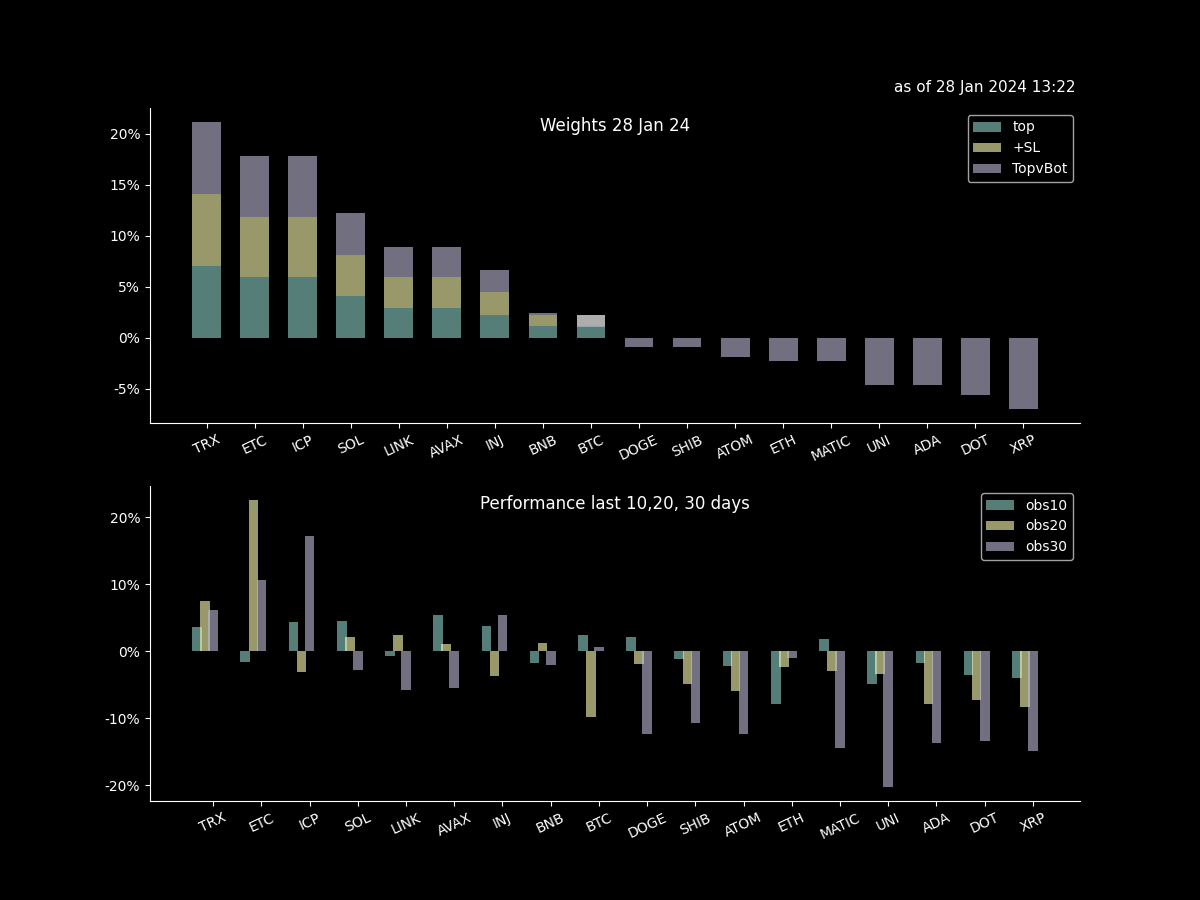 as of 28 Jan 2024 13:22
Weights 28 Jan 24
top
+SL
TopvBot
20%
15%
10%
5%
0%
-5%
TRX ETC ICP SOL LINK AVAX INJ BNB BTC DOGE SHIB ATOM ETH MATIC UNI ADA DOT XRP
Performance last 10,20, 30 days
obs10
obs20
obs30
20%
10%
0%
-10%
-20%
TRX ETC ICP SOL LINK AVAX INJ BNB BTC DOGE SHIB ATOM ETH MATIC UNI ADA DOT XRP